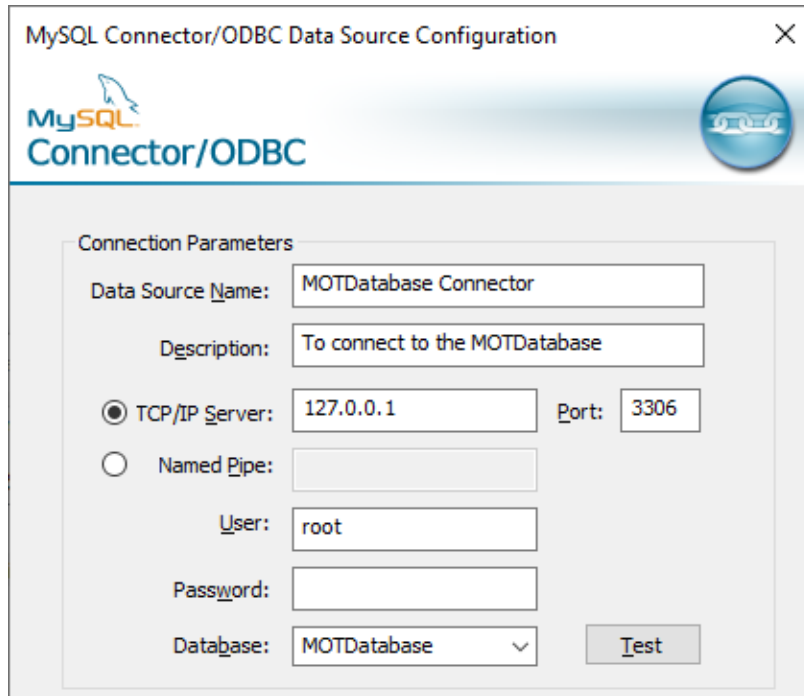 MySQL Connector/ODBC Data Source Configuration
MySQL
Connector/ODBC
Connection Parameters
Data Source Name: MOTDatabase Connector
Description: To connect to the MOTDatabase
TCP/IP Server: 127.0.0.1 Port: 3306
Named Pipe:
User: root
Password:
Database: MOTDatabase Test